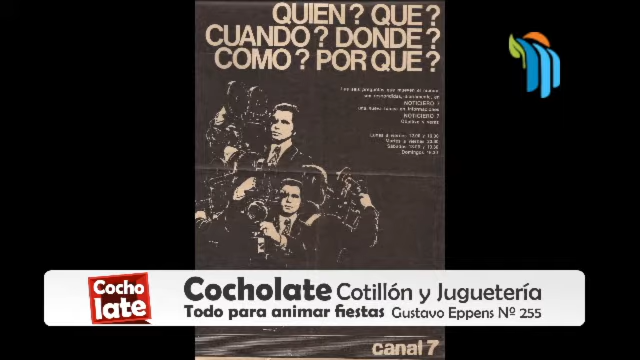 QUIEN? QUE?
CUANDO? DONDE?
COMO? POR QUE?
NOTICIERO 7
NOTICIERO 7
Cocho
late
Cocholate Cotillón y Juguetería
Todo para animar fiestas Gustavo Eppens Nº 255
canal 7